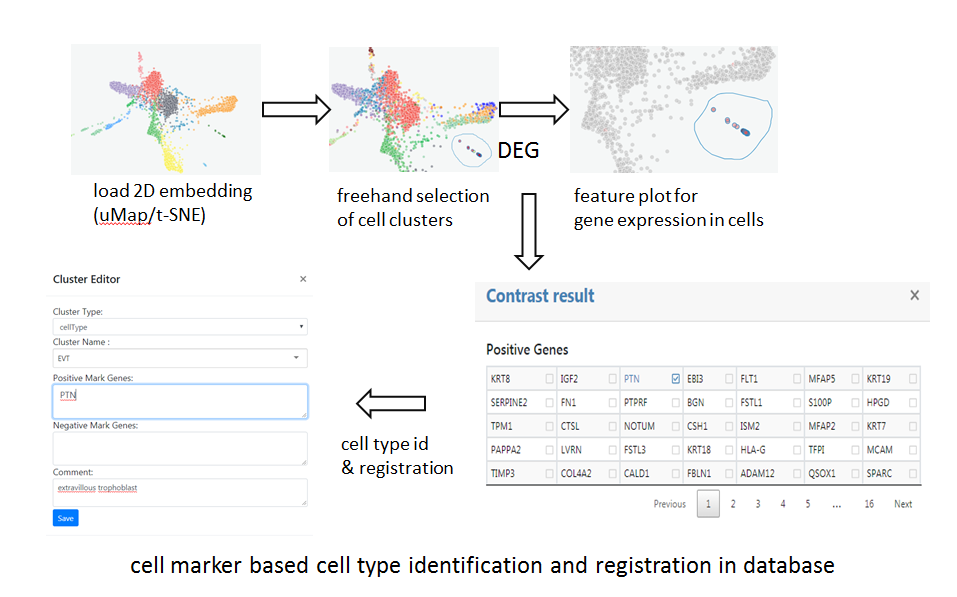 load 2D embedding
(uMap/t-SNE)
freehand selection
of cell clusters
DEG
feature plot for
gene expression in cells
Cluster Editor ×
Cluster Type:
cellType
Cluster Name :
EVT
Positive Mark Genes:
PTN
Negative Mark Genes:
Comment:
extravillous trophoblast
Save
cell type id
& registration
Contrast result ×
Positive Genes
KRT8 IGF2 PTN EBI3 FLT1 MFAP5 KRT19
SERPINE2 FN1 PTPRF BGN FSTL1 S100P HPGD
TPM1 CTSL NOTUM CSH1 ISM2 MFAP2 KRT7
PAPPA2 LVRN FSTL3 KRT18 HLA-G TFPI MCAM
TIMP3 COL4A2 CALD1 FBLN1 ADAM12 QSOX1 SPARC
Previous 1 2 3 4 5 ... 16 Next
cell marker based cell type identification and registration in database